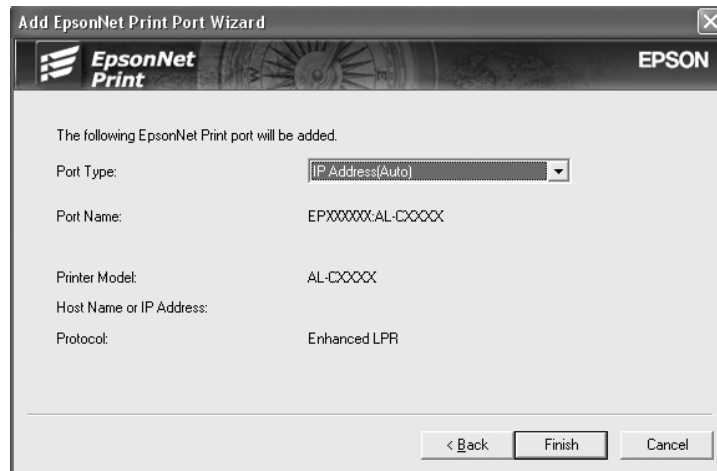 Add EpsonNet Print Port Wizard
EpsonNet
Print
EPSON
The following EpsonNet Print port will be added.
Port Type: IP Address(Auto)
Port Name: EPXXXXXX:AL-CXXXX
Printer Model: AL-CXXXX
Host Name or IP Address:
Protocol: Enhanced LPR
< Back Finish Cancel